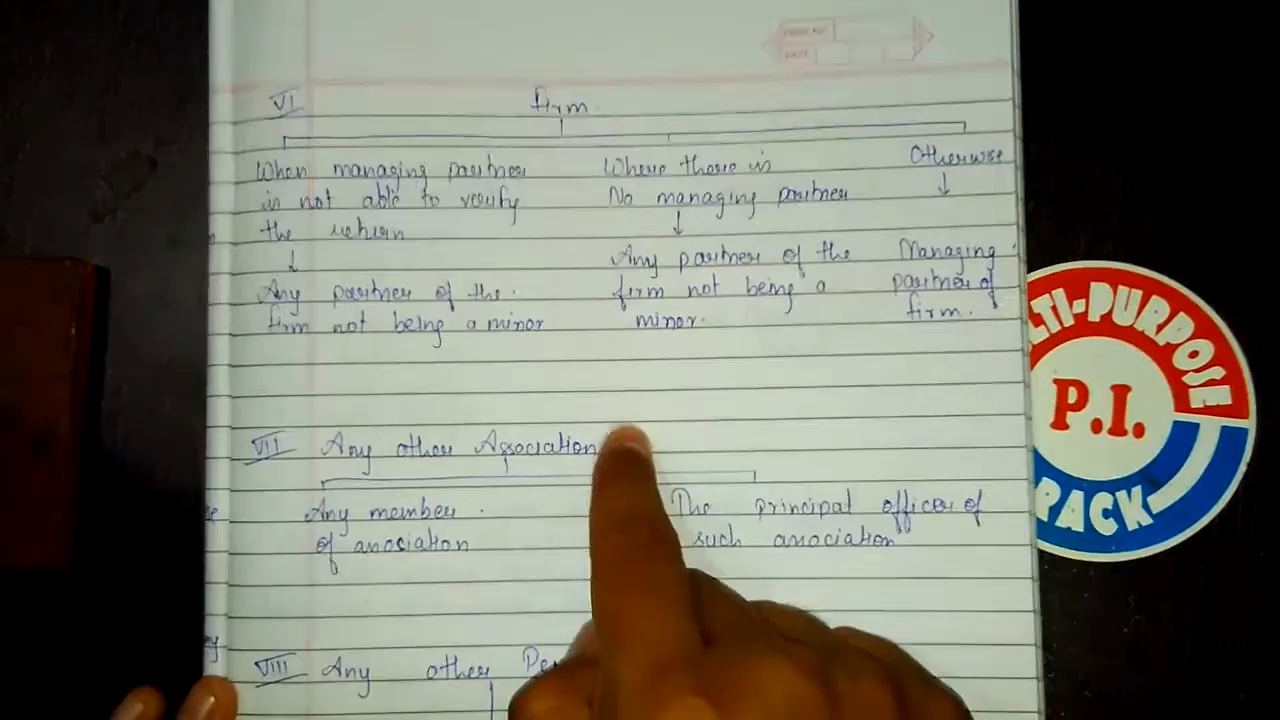 VI
Firm
When managing partner
is not able to verify
the return
↓
Any partner of the
firm not being a minor
Where there is
No managing partner
↓
Any partner of the
firm not being a
minor.
Otherwise
↓
Managing
partner of
firm.
VII Any other Association
Any member
of association
The principal officer of
such association
VIII Any other
MULTI-PURPOSE
P.I.
PACK